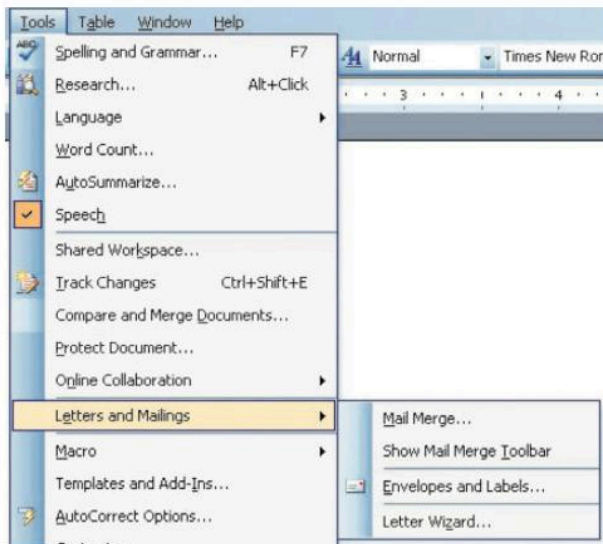 Tools Table Window Help
Spelling and Grammar... F7
Normal Times New Ror
Research... Alt+Click
3 4
Language
Word Count...
AutoSummarize...
Speech
Shared Workspace...
Track Changes Ctrl+Shift+E
Compare and Merge Documents...
Protect Document...
Online Collaboration
Letters and Mailings
Mail Merge...
Macro
Show Mail Merge Toolbar
Templates and Add-Ins...
Envelopes and Labels...
AutoCorrect Options...
Letter Wizard...